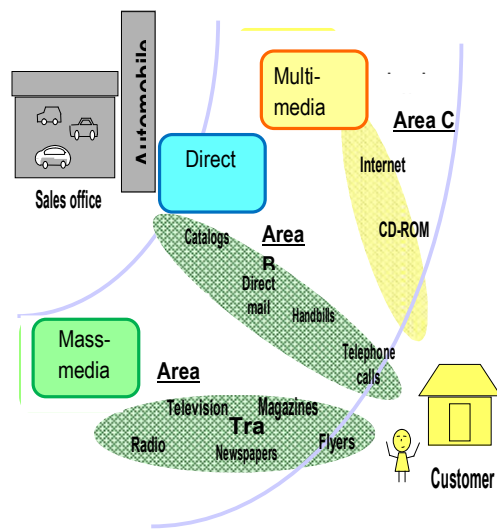 Automobile
Multi-
media
Area C
Internet
CD-ROM
Direct
Sales office
Catalogs
Area
R
Direct
mail
Handbills
Telephone
calls
Mass-
media
Area
Television
Magazines
Tra
Radio
Newspapers
Flyers
Customer